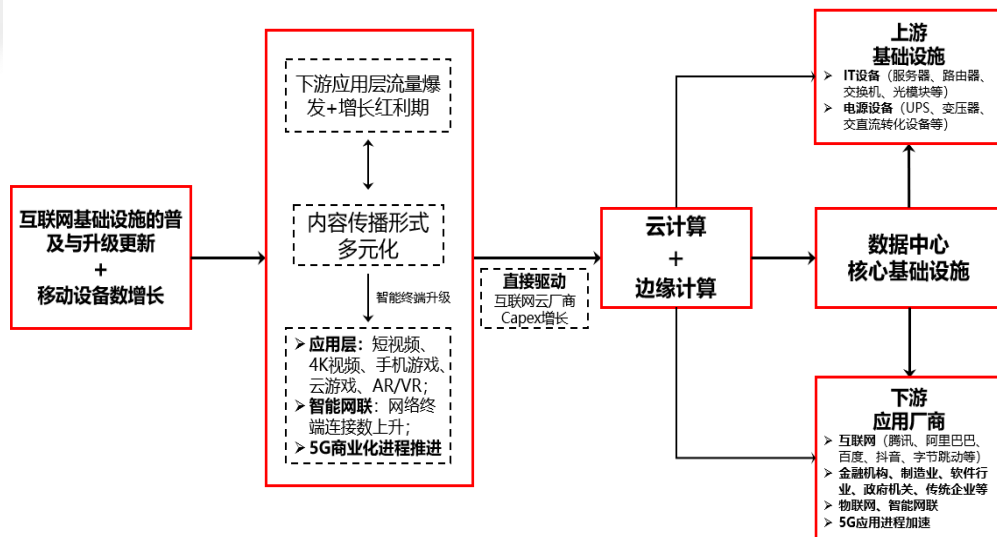 互联网基础设施的普
及与升级更新
+
移动设备数增长
下游应用层流量爆
发+增长红利期
内容传播形式
多元化
智能终端升级
➢ 应用层：短视频、
4K视频、手机游戏、
云游戏、AR/VR；
➢ 智能网联：网络终
端连接数上升；
➢ 5G商业化进程推进
直接驱动
互联网云厂商
Capex增长
云计算
+
边缘计算
上游
基础设施
➢ IT设备（服务器、路由器、
交换机、光模块等）
➢ 电源设备（UPS、变压器、
交直流转化设备等）
数据中心
核心基础设施
下游
应用厂商
➢ 互联网（腾讯、阿里巴巴、
百度、抖音、字节跳动等）
➢ 金融机构、制造业、软件行
业、政府机关、传统企业等
➢ 物联网、智能网联
➢ 5G应用进程加速